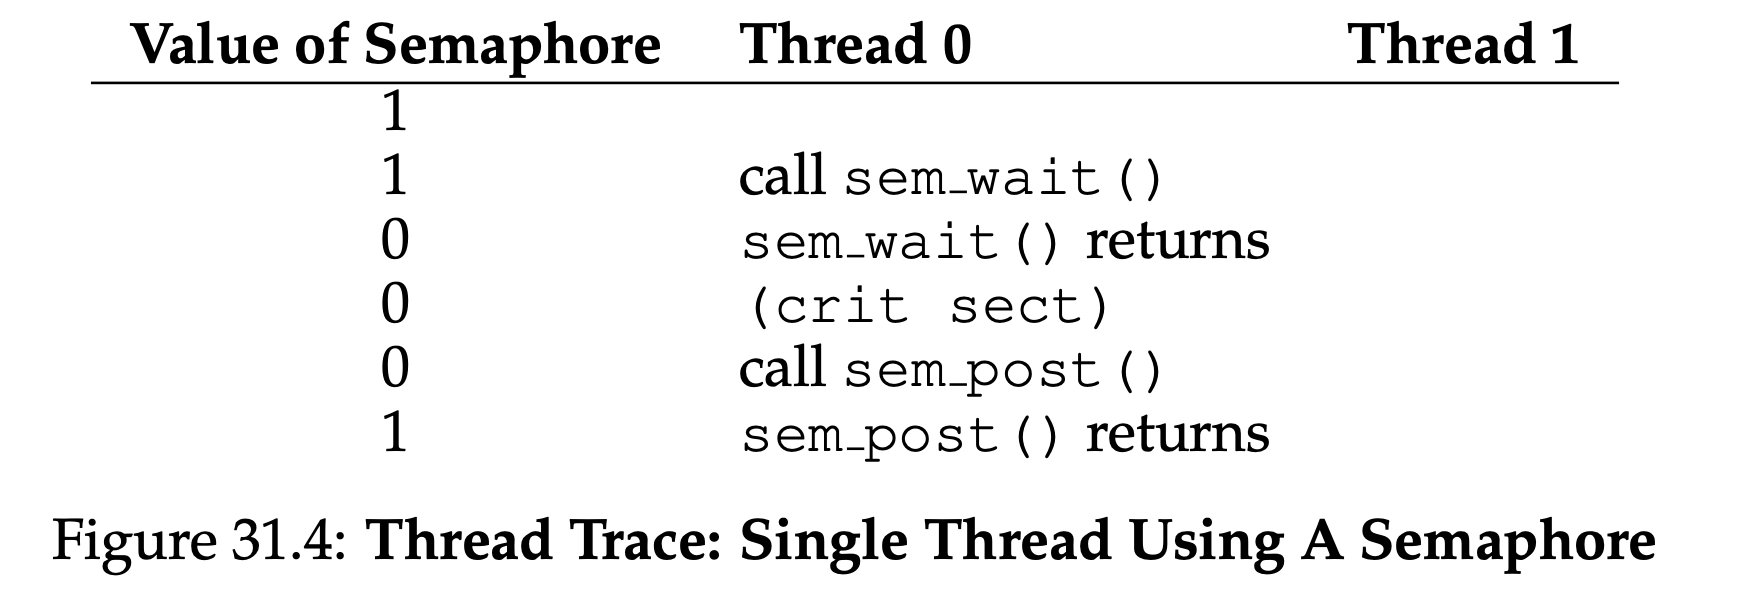 Value of Semaphore Thread 0 Thread 1
1
1 call sem_wait()
0 sem_wait() returns
0 (crit sect)
0 call sem_post()
1 sem_post() returns
Figure 31.4: Thread Trace: Single Thread Using A Semaphore